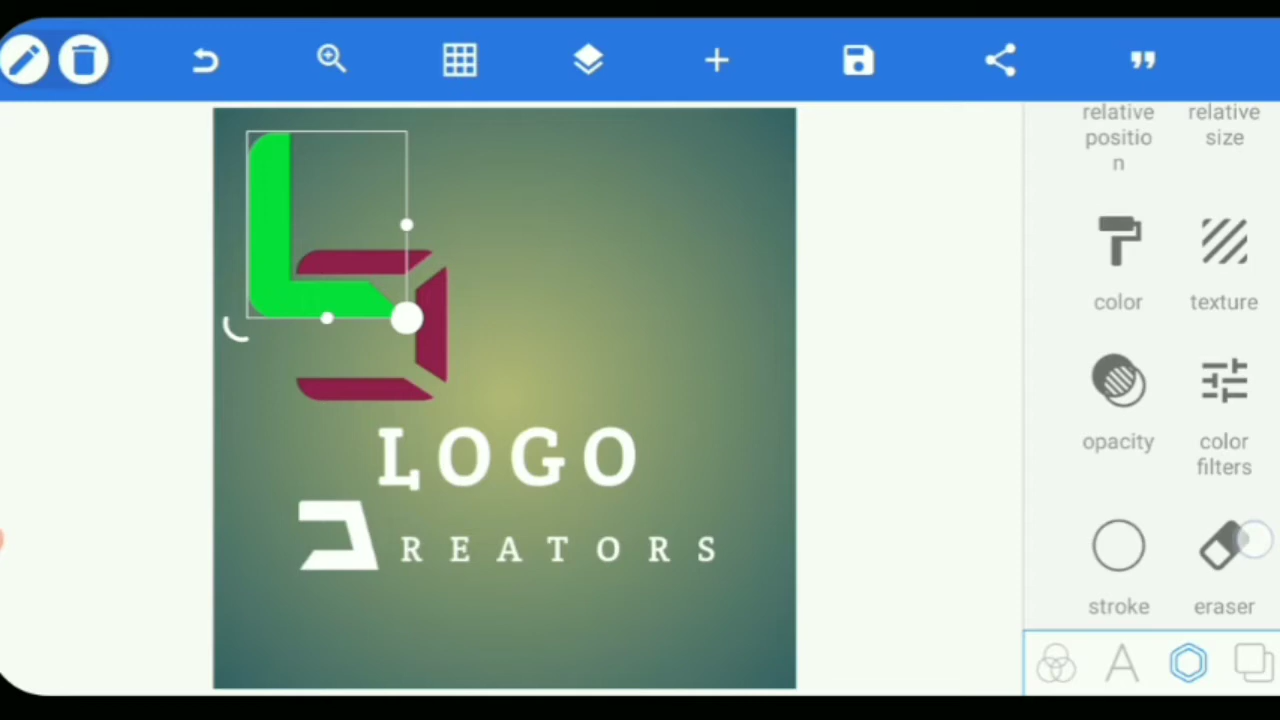 relative
positio
n
relative
size
color
texture
opacity
color
filters
stroke
eraser
LOGO
REATORS